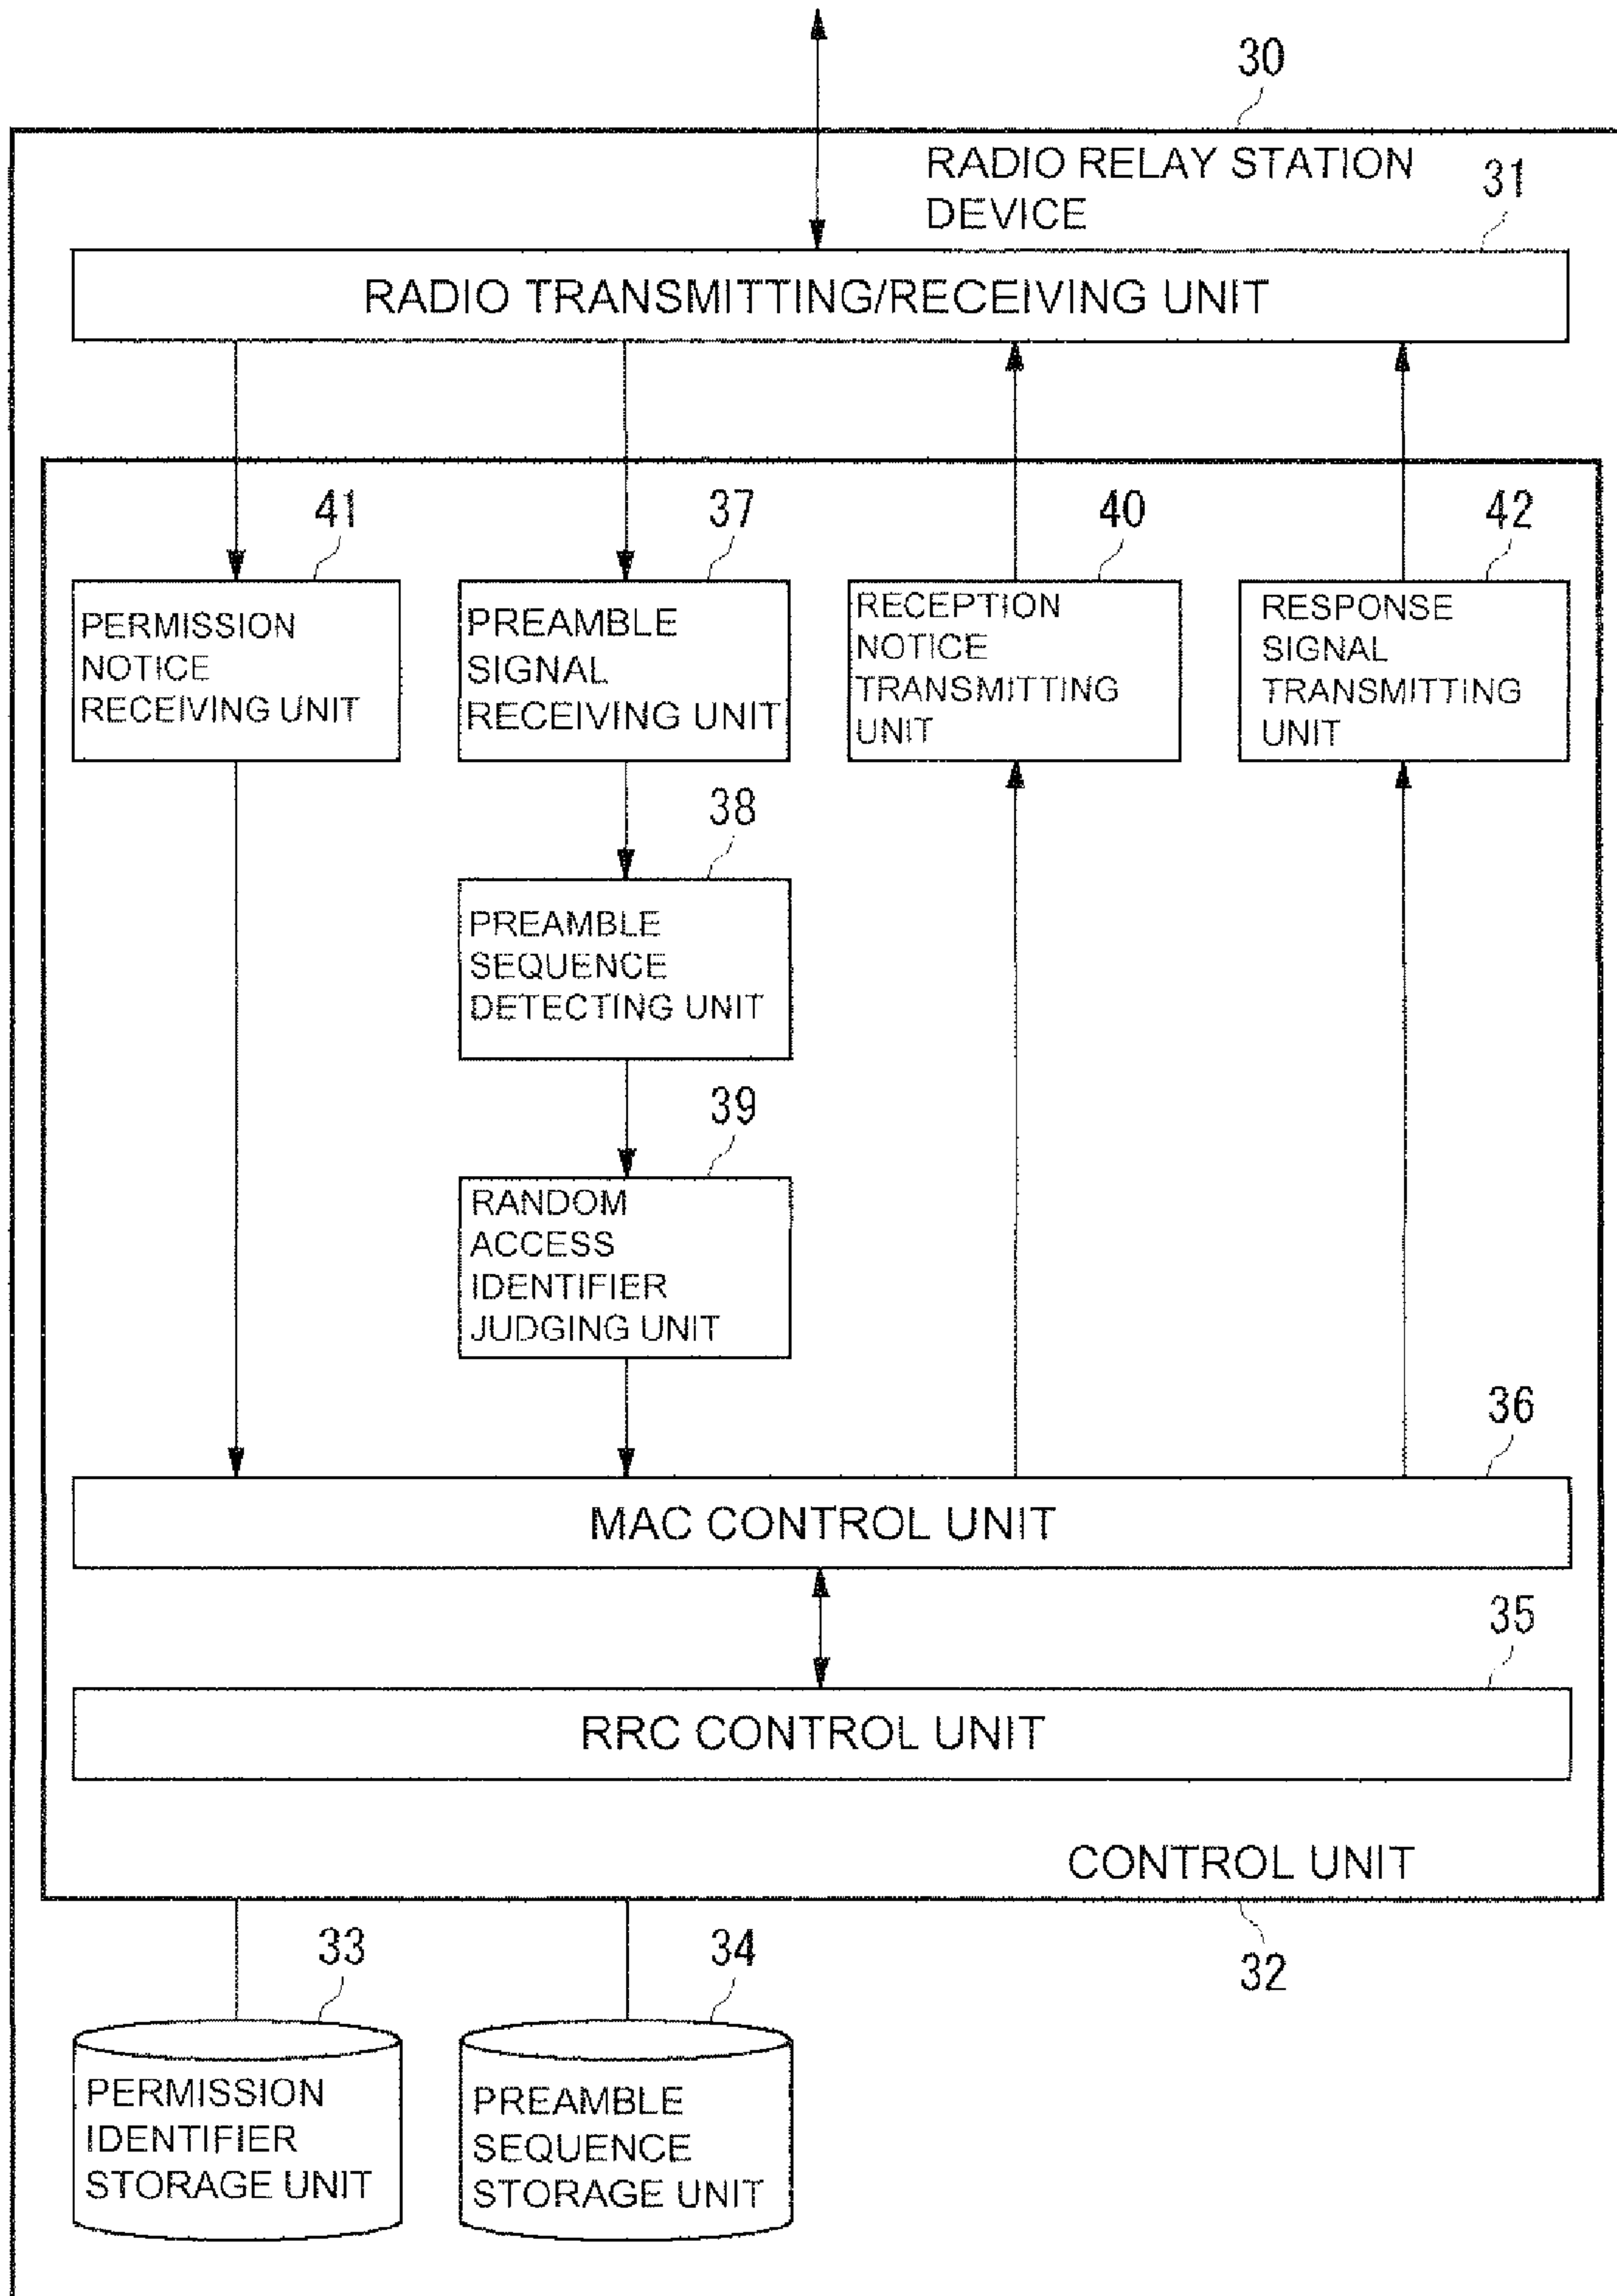 30
RADIO RELAY STATION
DEVICE
31
RADIO TRANSMITTING/RECEIVING UNIT
41
PERMISSION
NOTICE
RECEIVING UNIT
37
PREAMBLE
SIGNAL
RECEIVING UNIT
40
RECEPTION
NOTICE
TRANSMITTING
UNIT
42
RESPONSE
SIGNAL
TRANSMITTING
UNIT
38
PREAMBLE
SEQUENCE
DETECTING UNIT
39
RANDOM
ACCESS
IDENTIFIER
JUDGING UNIT
36
MAC CONTROL UNIT
35
RRC CONTROL UNIT
CONTROL UNIT
32
33
PERMISSION
IDENTIFIER
STORAGE UNIT
34
PREAMBLE
SEQUENCE
STORAGE UNIT